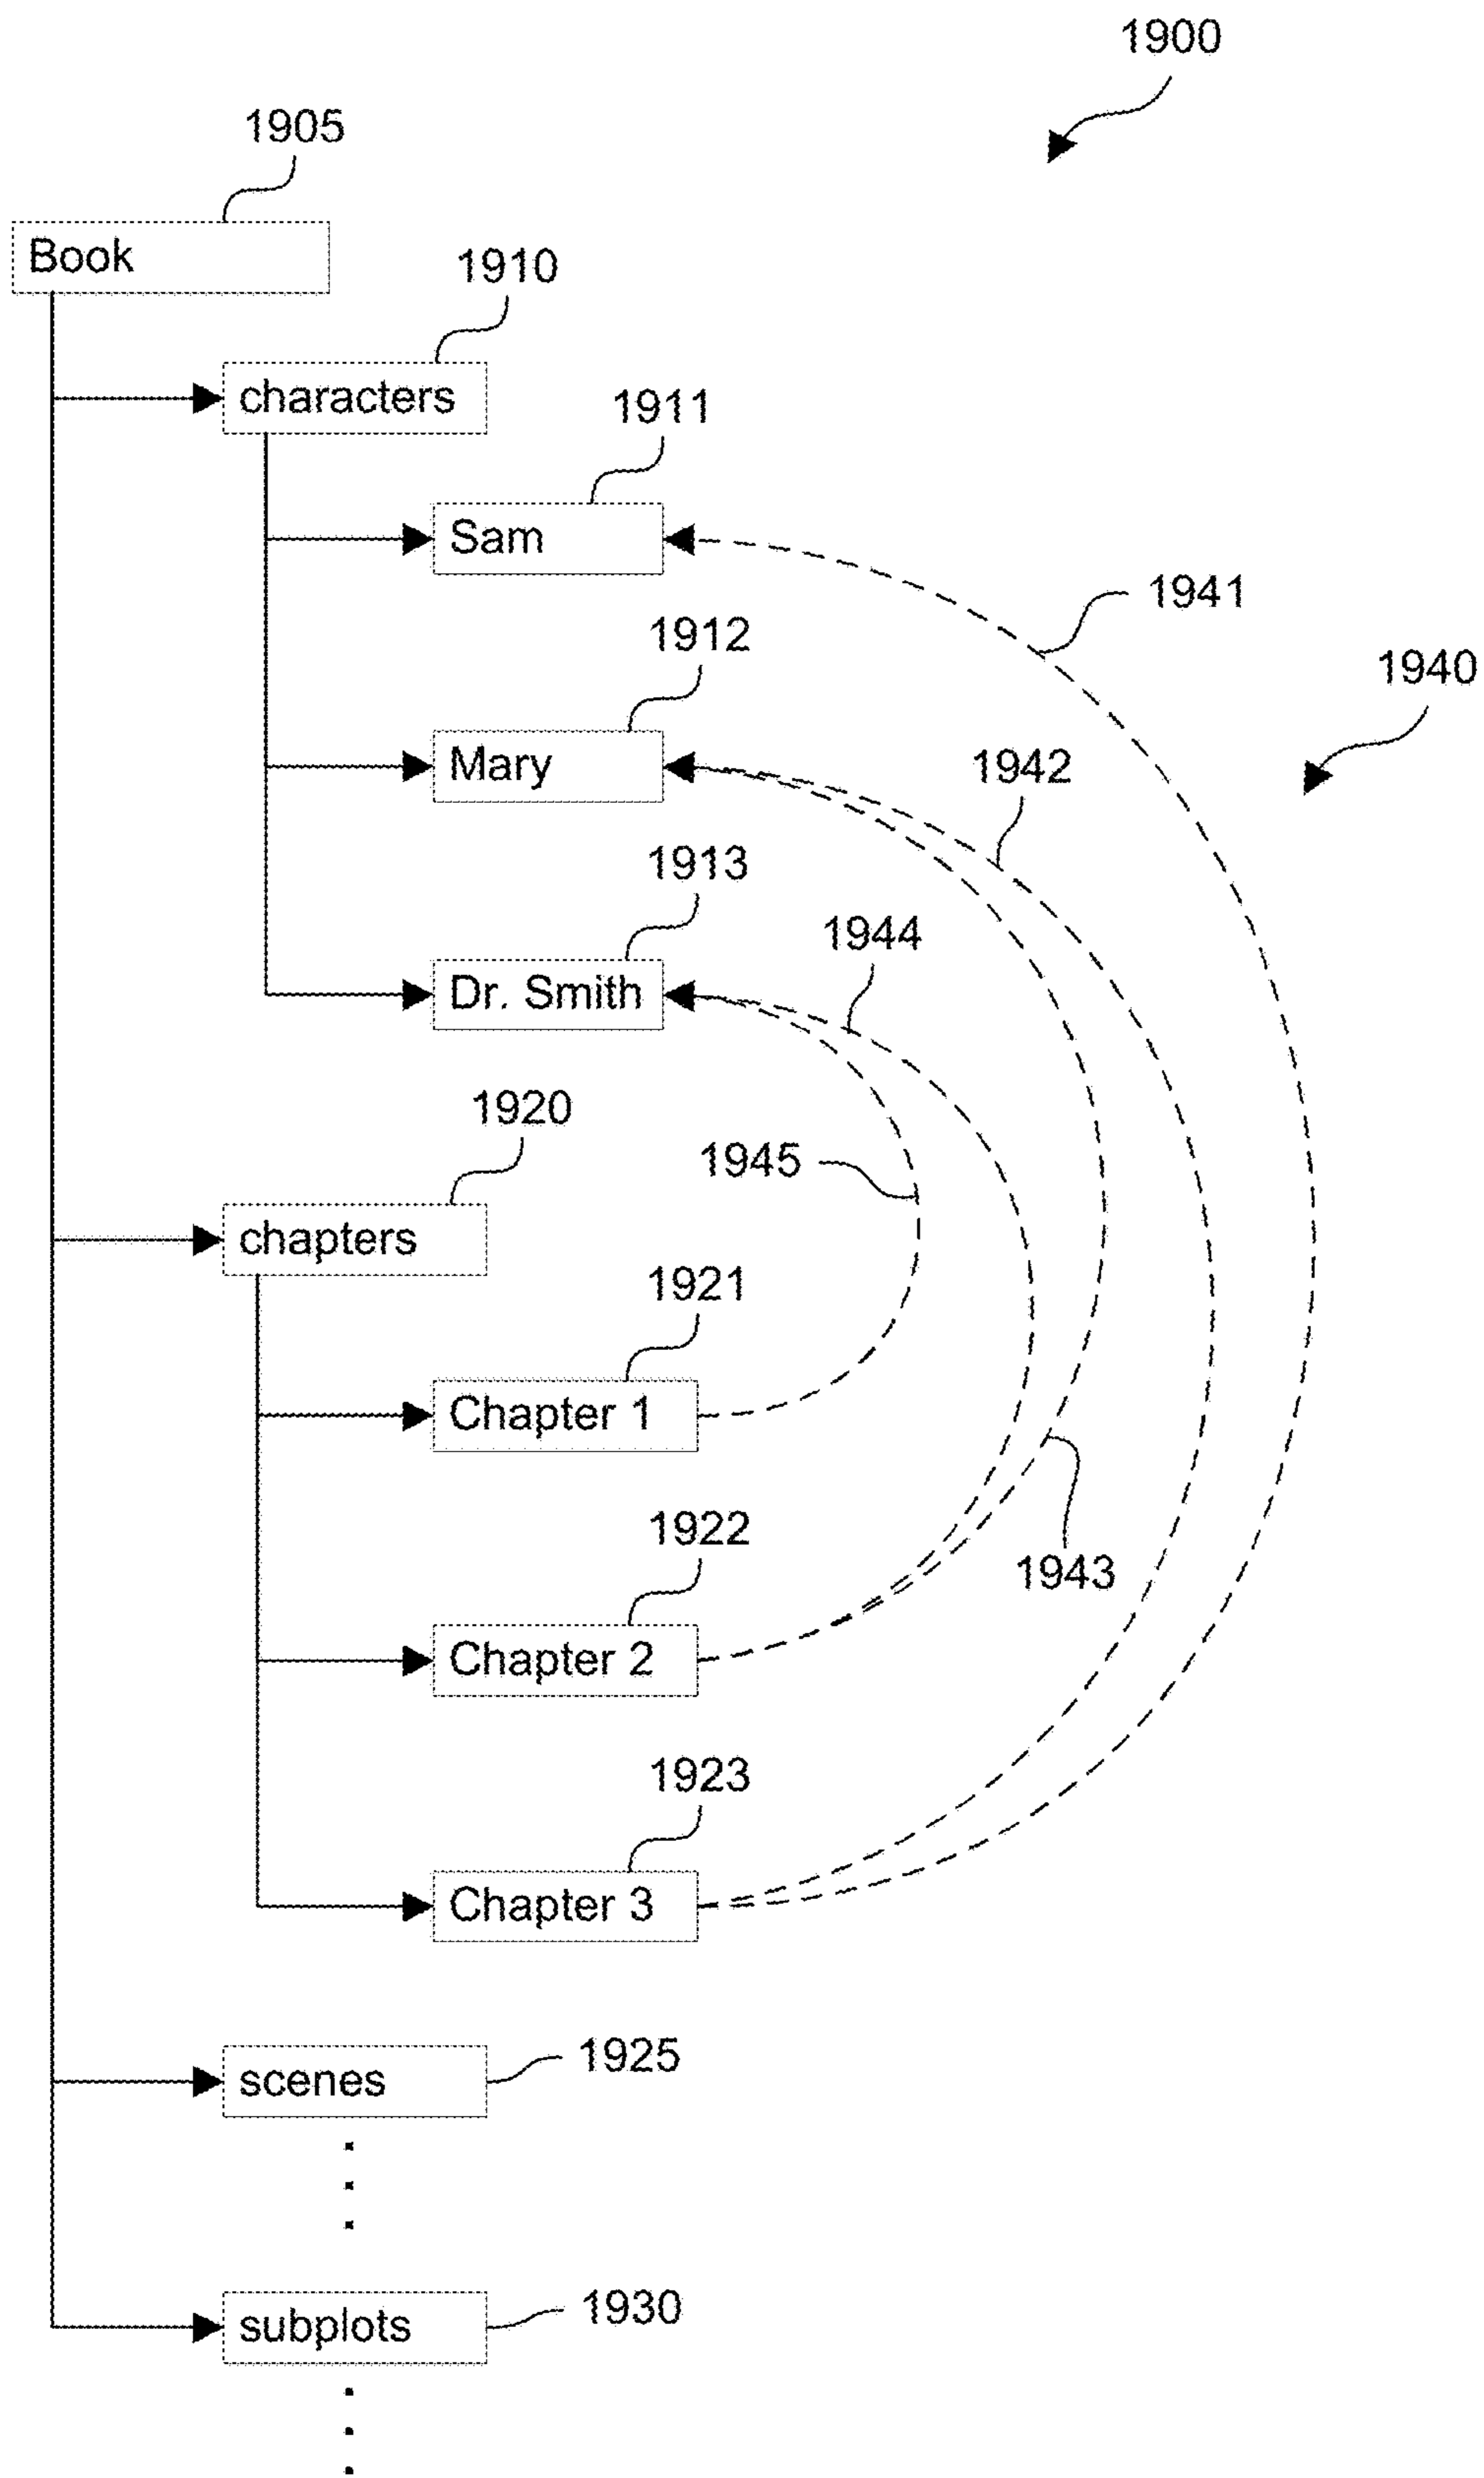 1900
1905
Book
1910
characters
1911
Sam
1941
1912
1940
Mary
1942
1913
1944
Dr. Smith
1920
1945
chapters
1921
Chapter 1
1922
1943
Chapter 2
1923
Chapter 3
1925
scenes
1930
subplots